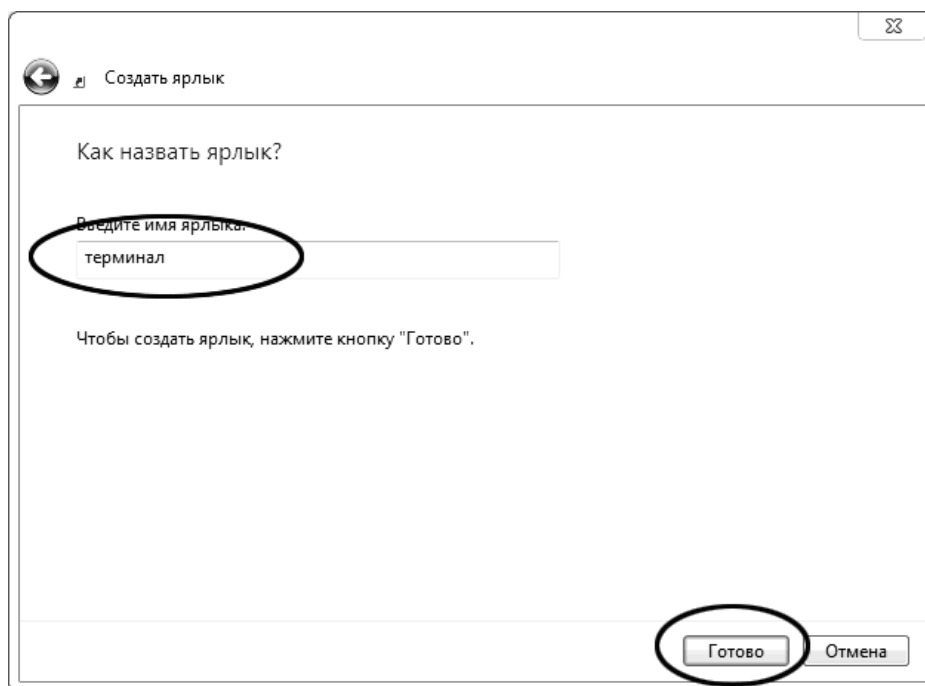 Создать ярлык
Как назвать ярлык?
Введите имя ярлыка:
терминал
Чтобы создать ярлык, нажмите кнопку "Готово".
Готово
Отмена